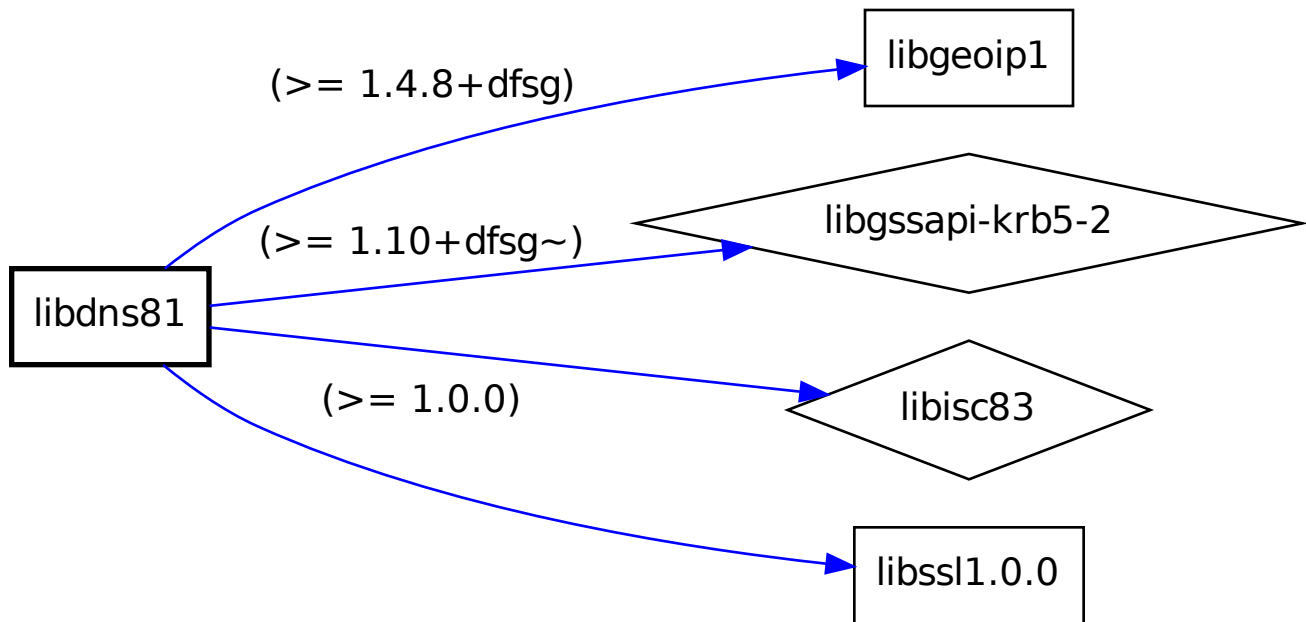 libgeoip1
(>= 1.4.8+dfsg)
libgssapi-krb5-2
(>= 1.10+dfsg~)
libdns81
(>= 1.0.0)
libisc83
libssl1.0.0